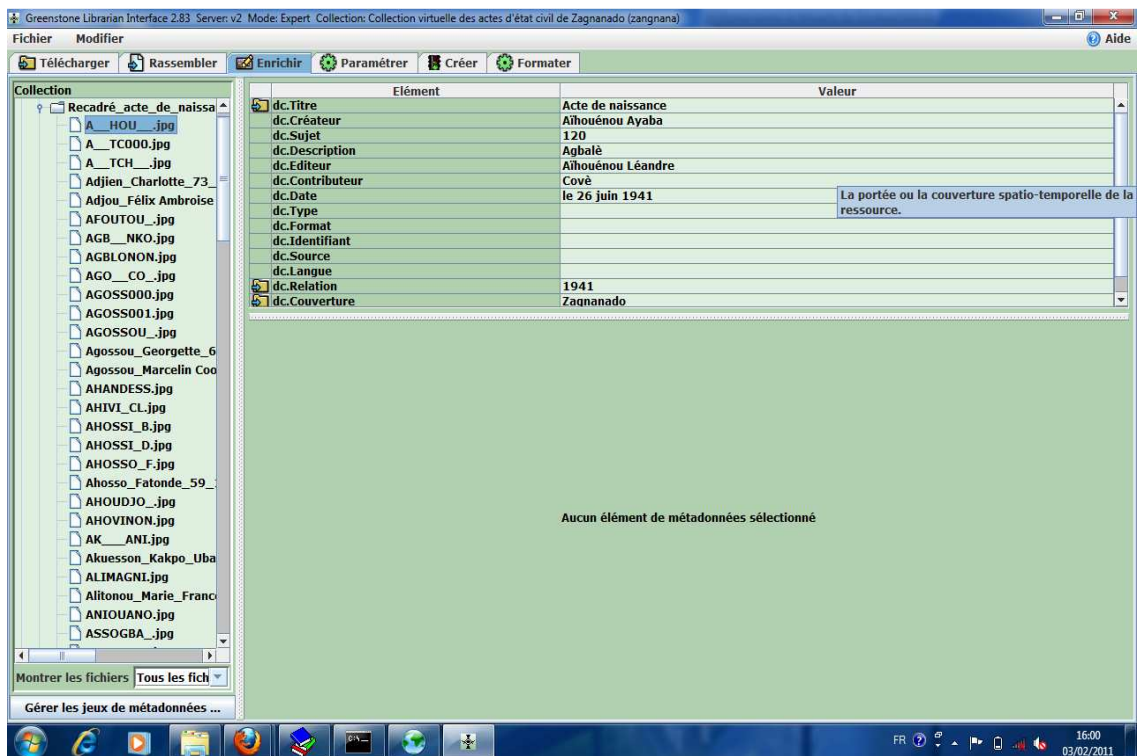 Greenstone Librarian Interface 2.83 Server: v2 Mode: Expert Collection: Collection virtuelle des actes d'état civil de Zagnanado (zangnana)
Fichier Modifier Aide
Télécharger Rassembler Enrichir Paramétrer Créer Formater
Collection
Recadré_acte_de_naissa
A__HOU__.jpg
A__TC000.jpg
A__TCH__.jpg
Adjien_Charlotte_73_
Adjou_Félix Ambroise
AFOUTOU_.jpg
AGB__NKO.jpg
AGBLONON.jpg
AGO__CO_.jpg
AGOSS000.jpg
AGOSS001.jpg
AGOSSOU_.jpg
Agossou_Georgette_6
Agossou_Marcelin Coo
AHANDESS.jpg
AHIVI_CL.jpg
AHOSSI_B.jpg
AHOSSI_D.jpg
AHOSSO_F.jpg
Ahosso_Fatonde_59_
AHOUDJO_.jpg
AHOVINON.jpg
AK___ANI.jpg
Akuesson_Kakpo_Uba
ALIMAGNI.jpg
Alitonou_Marie_Franc
ANIOUANO.jpg
ASSOGBA_.jpg
Montrer les fichiers Tous les fich
Gérer les jeux de métadonnées ...
Elément Valeur
dc.Titre Acte de naissance
dc.Créateur Aïhouénou Ayaba
dc.Sujet 120
dc.Description Agbalè
dc.Editeur Aïhouénou Léandre
dc.Contributeur Covè
dc.Date le 26 juin 1941
dc.Type
dc.Format
dc.Identifiant
dc.Source
dc.Langue
dc.Relation 1941
dc.Couverture Zagnanado
La portée ou la couverture spatio-temporelle de la
ressource.
Aucun élément de métadonnées sélectionné
FR 16:00
03/02/2011